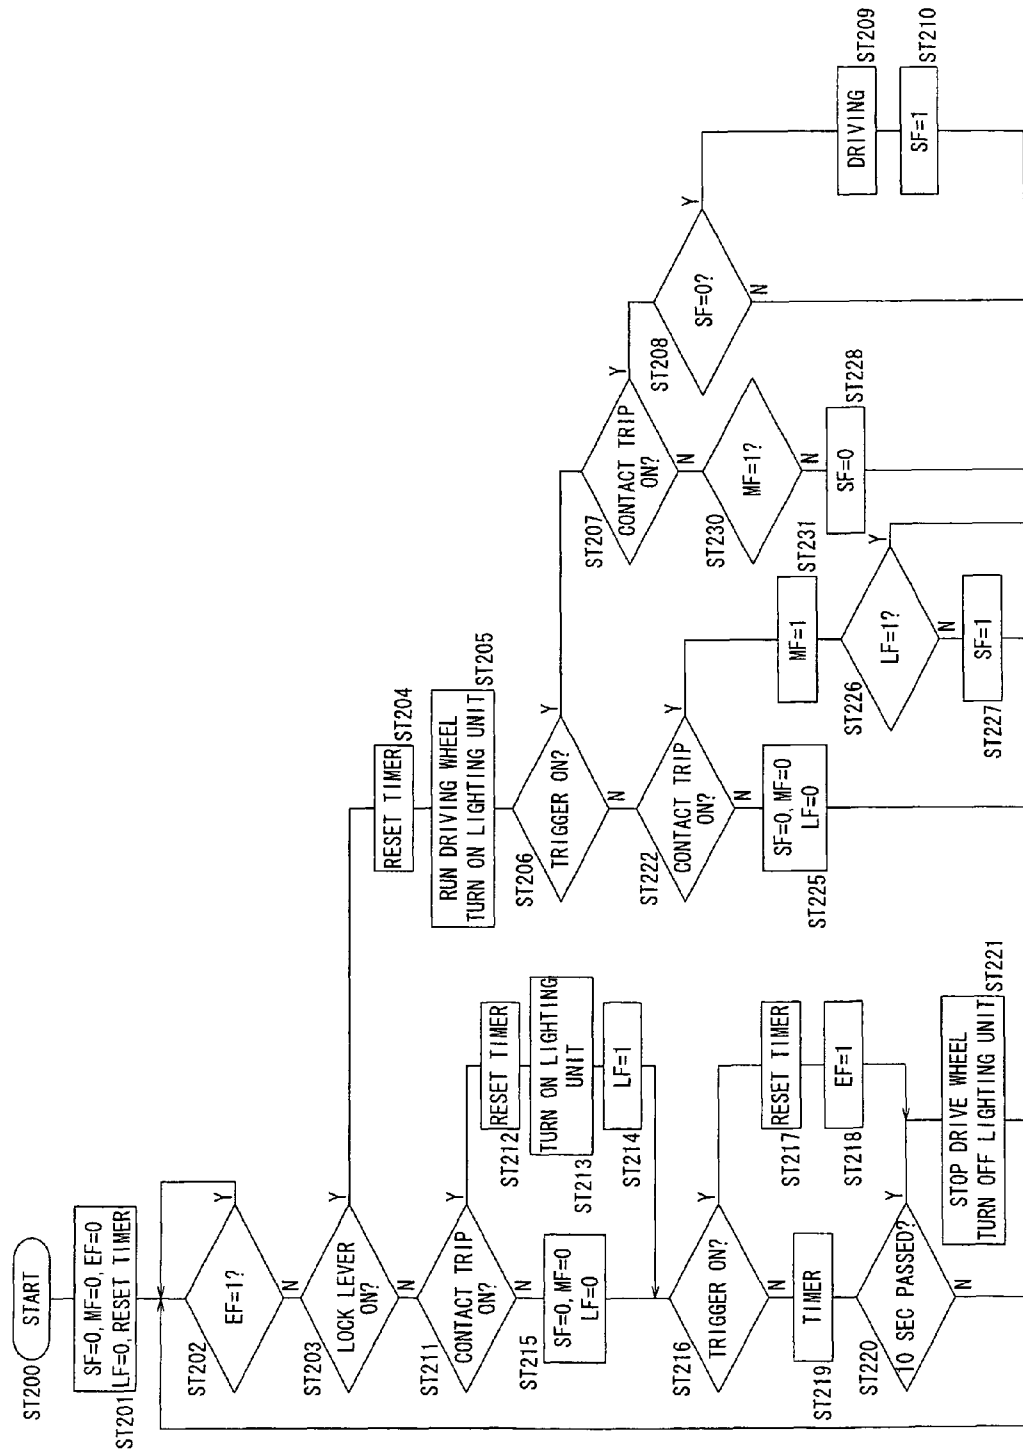 ST200
START
ST201
SF=0, MF=0, EF=0
LF=0, RESET TIMER
ST202
EF=1?
Y
N
ST203
LOCK LEVER
ON?
Y
N
RESET TIMER
ST204
RUN DRIVING WHEEL
TURN ON LIGHTING UNIT
ST205
ST206
TRIGGER ON?
Y
N
ST207
CONTACT TRIP
ON?
Y
N
ST208
SF=0?
Y
N
DRIVING
ST209
SF=1
ST210
ST230
MF=1?
N
SF=0
ST228
ST222
CONTACT TRIP
ON?
Y
N
ST231
MF=1
ST226
LF=1?
Y
N
SF=1
ST227
SF=0, MF=0
LF=0
ST225
ST211
CONTACT TRIP
ON?
Y
N
RESET TIMER
ST212
TURN ON LIGHTING
UNIT
ST213
LF=1
ST214
ST215
SF=0, MF=0
LF=0
ST216
TRIGGER ON?
Y
N
RESET TIMER
ST217
EF=1
ST218
TIMER
ST219
ST220
10 SEC PASSED?
Y
N
STOP DRIVE WHEEL
TURN OFF LIGHTING UNIT
ST221